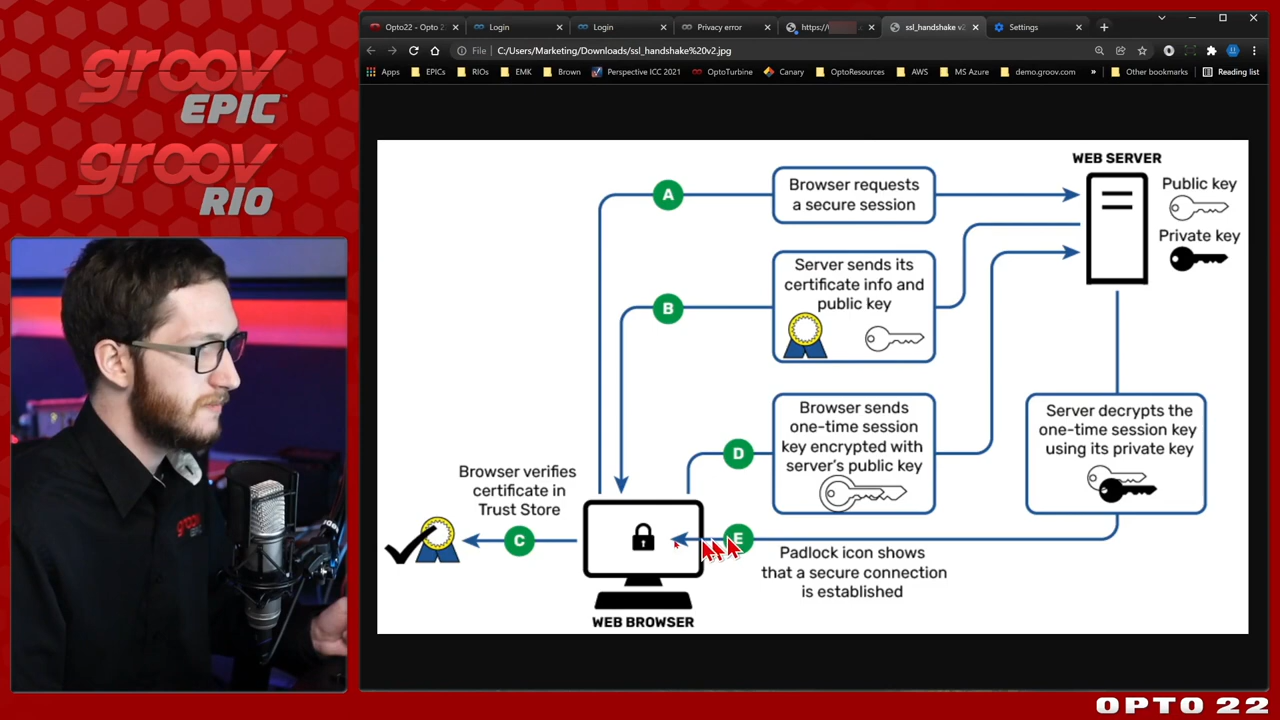 groov
EPIC™
groov
RIO
Opto22 - Opto 2
Login
Login
Privacy error
https://
ssl_handshake v2
Settings
File
C:/Users/Marketing/Downloads/ssl_handshake%20v2.jpg
Apps
EPICs
RIOs
EMK
Brown
Perspective ICC 2021
OptoTurbine
Canary
OptoResources
AWS
MS Azure
demo.groov.com
»
Other bookmarks
Reading list
WEB SERVER
Public key
Private key
A
Browser requests
a secure session
B
Server sends its
certificate info and
public key
D
Browser sends
one-time session
key encrypted with
server's public key
Server decrypts the
one-time session key
using its private key
Browser verifies
certificate in
Trust Store
C
E
Padlock icon shows
that a secure connection
is established
WEB BROWSER
groov
OPTO 22